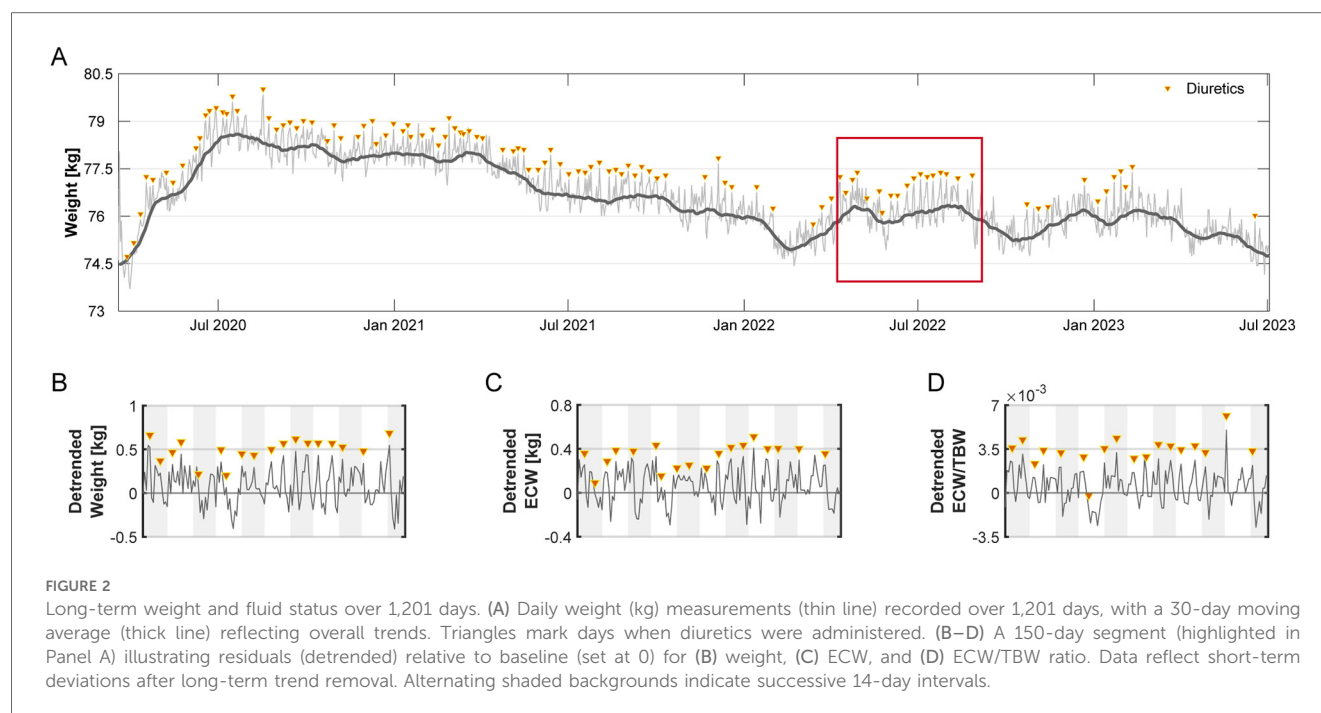 A
Weight [kg]
80.5
79
77.5
76
74.5
73
Diuretics
Jul 2020
Jan 2021
Jul 2021
Jan 2022
Jul 2022
Jan 2023
Jul 2023
B
Detrended
Weight [kg]
1
0.5
0
-0.5
C
Detrended
ECW [kg]
0.8
0.4
0
-0.4
D
Detrended
ECW/TBW
×10⁻³
7
3.5
0
-3.5
FIGURE 2
Long-term weight and fluid status over 1,201 days. (A) Daily weight (kg) measurements (thin line) recorded over 1,201 days, with a 30-day moving
average (thick line) reflecting overall trends. Triangles mark days when diuretics were administered. (B–D) A 150-day segment (highlighted in
Panel A) illustrating residuals (detrended) relative to baseline (set at 0) for (B) weight, (C) ECW, and (D) ECW/TBW ratio. Data reflect short-term
deviations after long-term trend removal. Alternating shaded backgrounds indicate successive 14-day intervals.